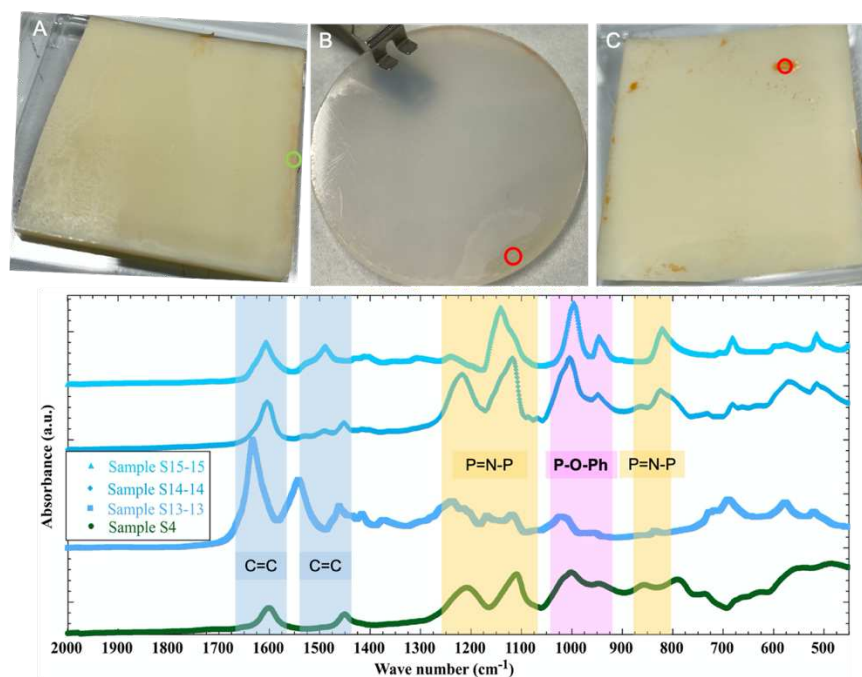 A
B
C
Absorbance (a.u.)
Sample S15-15
Sample S14-14
Sample S13-13
Sample S4
P=N-P
P-O-Ph
P=N-P
C=C
C=C
2000
1900
1800
1700
1600
1500
1400
1300
1200
1100
1000
900
800
700
600
500
Wave number (cm⁻¹)